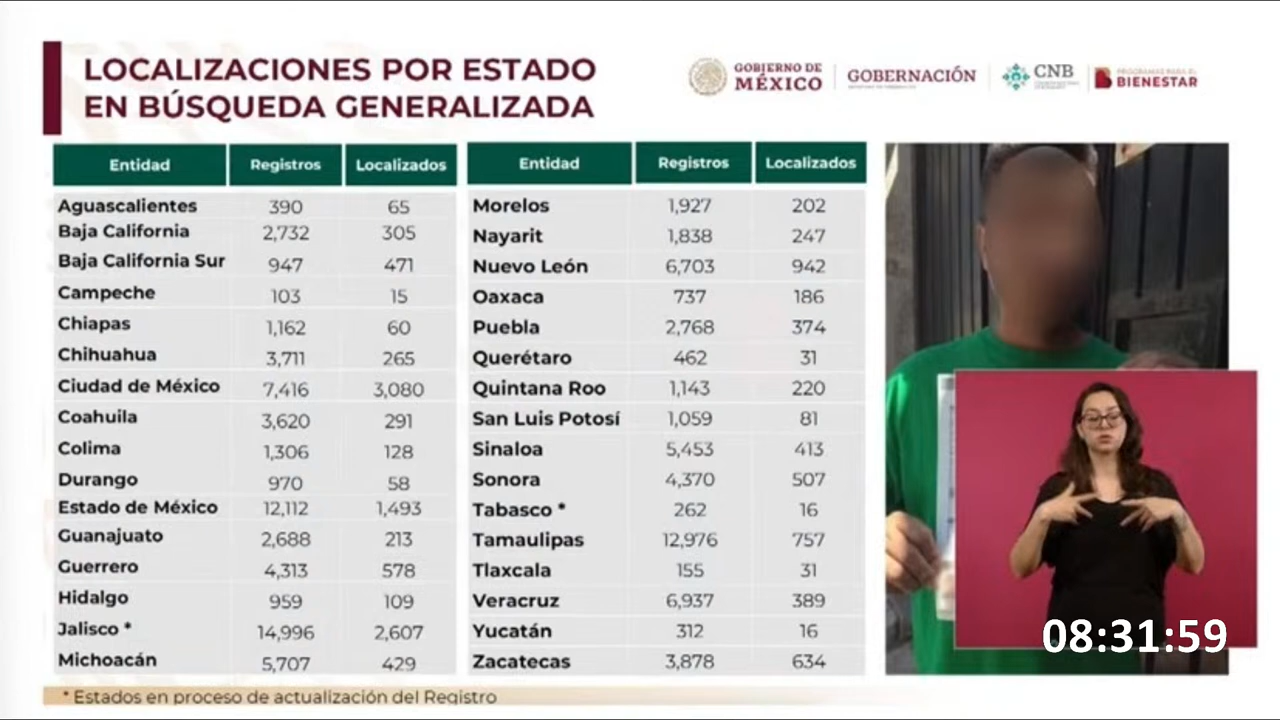 LOCALIZACIONES POR ESTADO
EN BÚSQUEDA GENERALIZADA
GOBIERNO DE
MÉXICO
GOBERNACIÓN
CNB
PROGRAMAS PARA EL
BIENESTAR
Entidad Registros Localizados
Aguascalientes 390 65
Baja California 2,732 305
Baja California Sur 947 471
Campeche 103 15
Chiapas 1,162 60
Chihuahua 3,711 265
Ciudad de México 7,416 3,080
Coahuila 3,620 291
Colima 1,306 128
Durango 970 58
Estado de México 12,112 1,493
Guanajuato 2,688 213
Guerrero 4,313 578
Hidalgo 959 109
Jalisco * 14,996 2,607
Michoacán 5,707 429
Entidad Registros Localizados
Morelos 1,927 202
Nayarit 1,838 247
Nuevo León 6,703 942
Oaxaca 737 186
Puebla 2,768 374
Querétaro 462 31
Quintana Roo 1,143 220
San Luis Potosí 1,059 81
Sinaloa 5,453 413
Sonora 4,370 507
Tabasco * 262 16
Tamaulipas 12,976 757
Tlaxcala 155 31
Veracruz 6,937 389
Yucatán 312 16
Zacatecas 3,878 634
* Estados en proceso de actualización del Registro
08:31:59